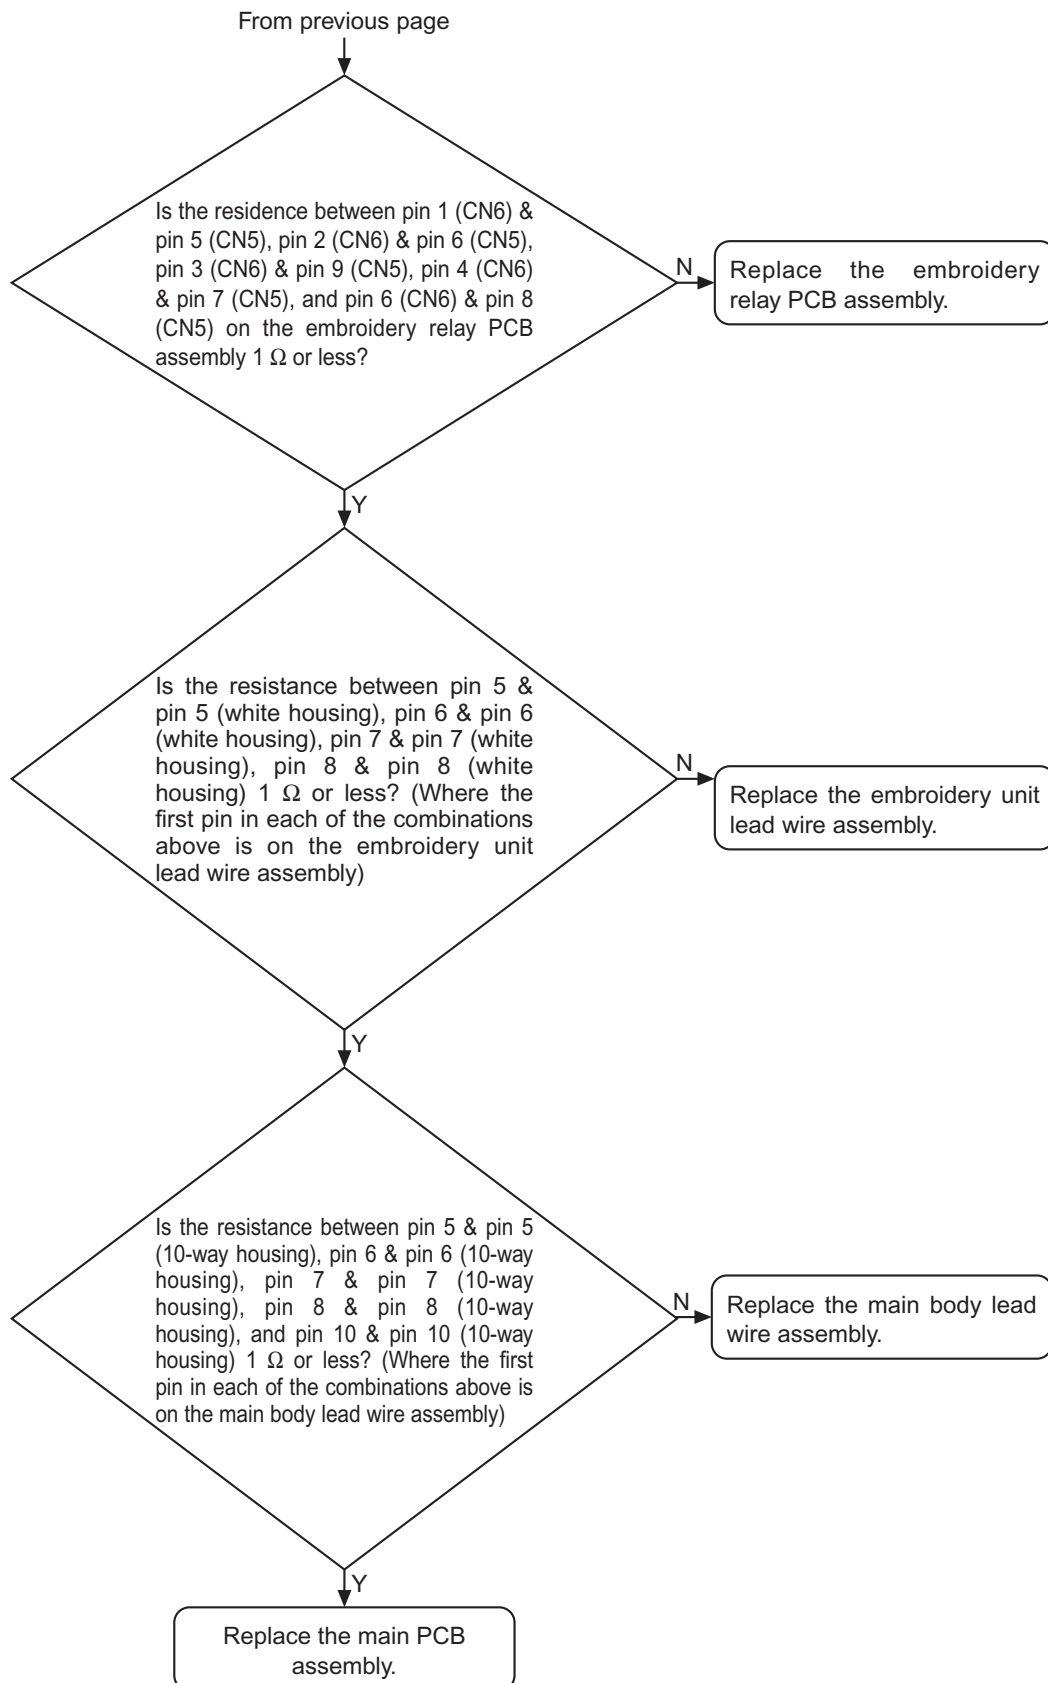 From previous page
Is the residence between pin 1 (CN6) &
pin 5 (CN5), pin 2 (CN6) & pin 6 (CN5),
pin 3 (CN6) & pin 9 (CN5), pin 4 (CN6)
& pin 7 (CN5), and pin 6 (CN6) & pin 8
(CN5) on the embroidery relay PCB
assembly 1 Ω or less?
N
Replace the embroidery
relay PCB assembly.
Y
Is the resistance between pin 5 &
pin 5 (white housing), pin 6 & pin 6
(white housing), pin 7 & pin 7 (white
housing), pin 8 & pin 8 (white
housing) 1 Ω or less? (Where the
first pin in each of the combinations
above is on the embroidery unit
lead wire assembly)
N
Replace the embroidery unit
lead wire assembly.
Y
Is the resistance between pin 5 & pin 5
(10-way housing), pin 6 & pin 6 (10-way
housing), pin 7 & pin 7 (10-way
housing), pin 8 & pin 8 (10-way
housing), and pin 10 & pin 10 (10-way
housing) 1 Ω or less? (Where the first
pin in each of the combinations above is
on the main body lead wire assembly)
N
Replace the main body lead
wire assembly.
Y
Replace the main PCB
assembly.